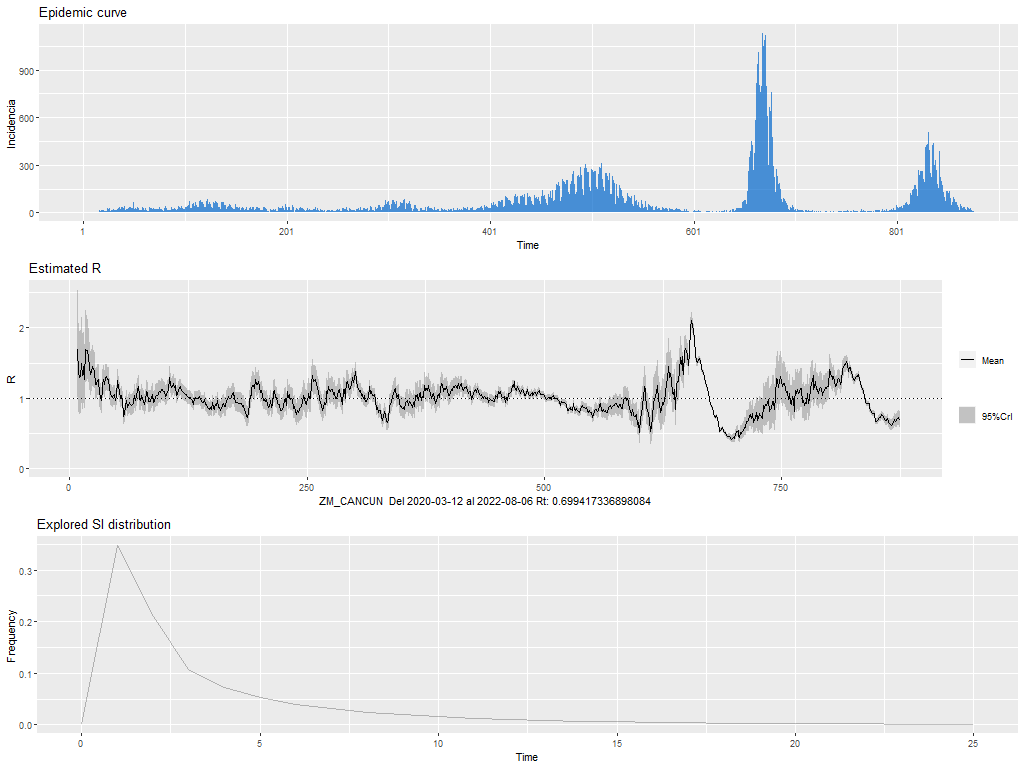 Epidemic curve
Incidencia
900
600
300
0
1
201
401
601
801
Time
Estimated R
R
2
1
0
0
250
500
750
Mean
95%CrI
ZM_CANCUN Del 2020-03-12 al 2022-08-06 Rt: 0.699417336898084
Explored SI distribution
Frequency
0.3
0.2
0.1
0.0
0
5
10
15
20
25
Time